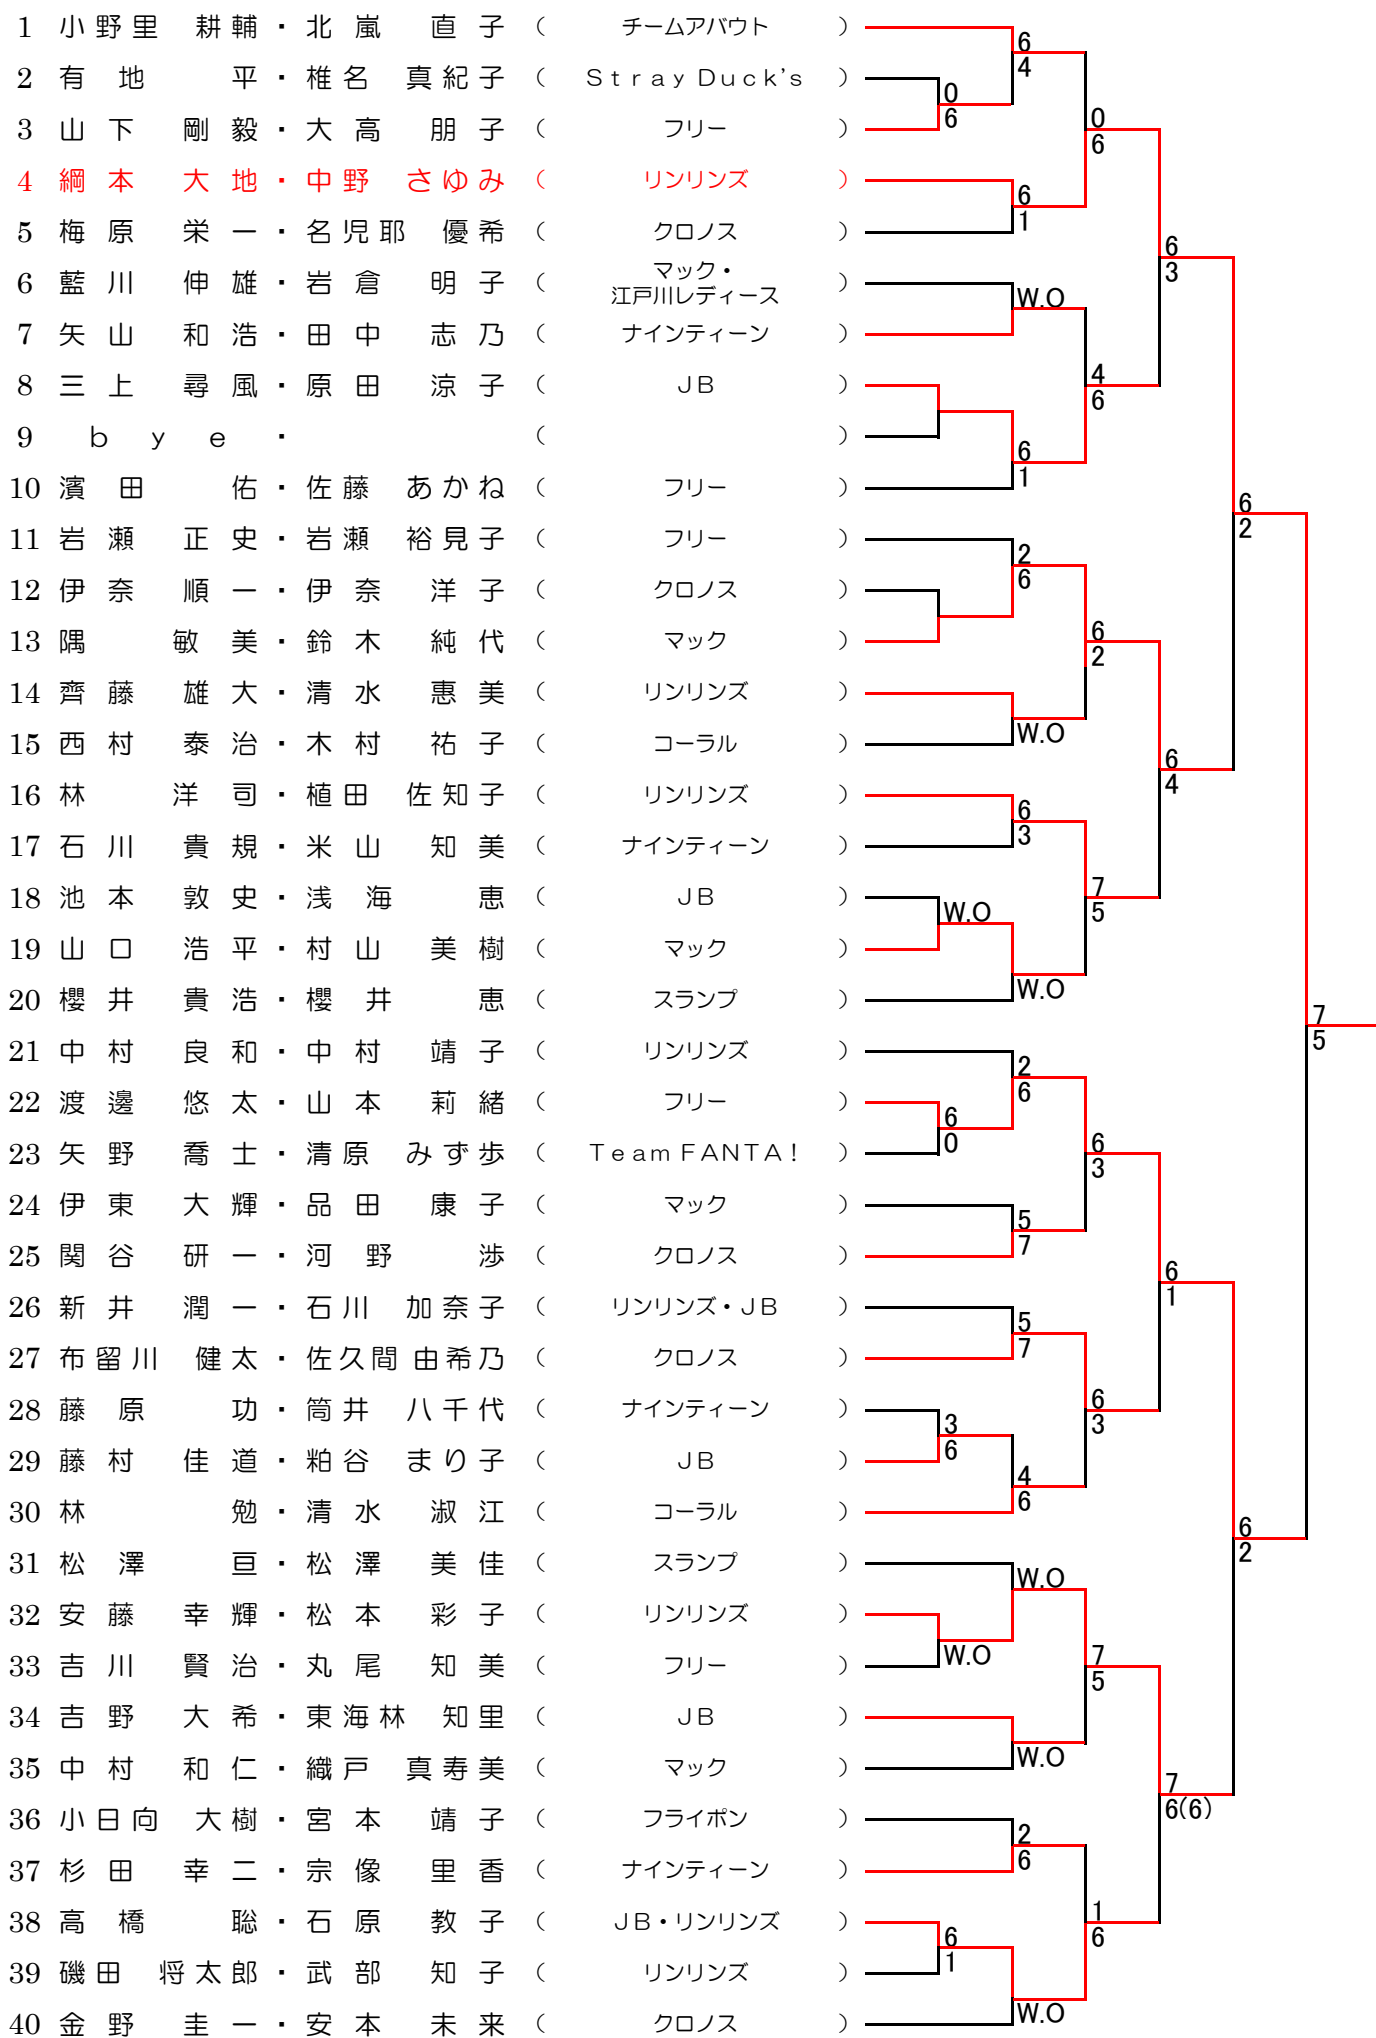 1 小野里 耕輔・北嵐 直子 ( チームアバウト )
2 有地 平・椎名 真紀子 ( Stray Duck's )
3 山下 剛毅・大高 朋子 ( フリー )
4 綱本 大地・中野 さゆみ ( リンリンズ )
5 梅原 栄一・名児耶 優希 ( クロノス )
6 藍川 伸雄・岩倉 明子 ( マック・江戸川レディース )
7 矢山 和浩・田中 志乃 ( ナインティーン )
8 三上 尋風・原田 涼子 ( JB )
9 bye・ ( )
10 濱田 佑・佐藤 あかね ( フリー )
11 岩瀬 正史・岩瀬 裕見子 ( フリー )
12 伊奈 順一・伊奈 洋子 ( クロノス )
13 隅 敏美・鈴木 純代 ( マック )
14 齊藤 雄大・清水 惠美 ( リンリンズ )
15 西村 泰治・木村 祐子 ( コーラル )
16 林 洋司・植田 佐知子 ( リンリンズ )
17 石川 貴規・米山 知美 ( ナインティーン )
18 池本 敦史・浅海 恵 ( JB )
19 山口 浩平・村山 美樹 ( マック )
20 櫻井 貴浩・櫻井 恵 ( スランプ )
21 中村 良和・中村 靖子 ( リンリンズ )
22 渡邊 悠太・山本 莉緒 ( フリー )
23 矢野 喬士・清原 みず歩 ( Team FANTA! )
24 伊東 大輝・品田 康子 ( マック )
25 関谷 研一・河野 渉 ( クロノス )
26 新井 潤一・石川 加奈子 ( リンリンズ・JB )
27 布留川 健太・佐久間 由希乃 ( クロノス )
28 藤原 功・筒井 八千代 ( ナインティーン )
29 藤村 佳道・粕谷 まり子 ( JB )
30 林 勉・清水 淑江 ( コーラル )
31 松澤 亘・松澤 美佳 ( スランプ )
32 安藤 幸輝・松本 彩子 ( リンリンズ )
33 吉川 賢治・丸尾 知美 ( フリー )
34 吉野 大希・東海林 知里 ( JB )
35 中村 和仁・織戸 真寿美 ( マック )
36 小日向 大樹・宮本 靖子 ( フライポン )
37 杉田 幸二・宗像 里香 ( ナインティーン )
38 高橋 聡・石原 教子 ( JB・リンリンズ )
39 磯田 将太郎・武部 知子 ( リンリンズ )
40 金野 圭一・安本 未来 ( クロノス )
0
6
W.O
6
0
3
6
W.O
6
1
6
4
6
1
W.O
6
1
2
6
W.O
6
3
W.O
2
6
5
7
5
7
4
6
W.O
W.O
2
6
W.O
0
6
4
6
6
2
7
5
6
3
6
3
7
5
1
6
6
3
6
4
6
1
7
6(6)
6
2
6
2
7
5